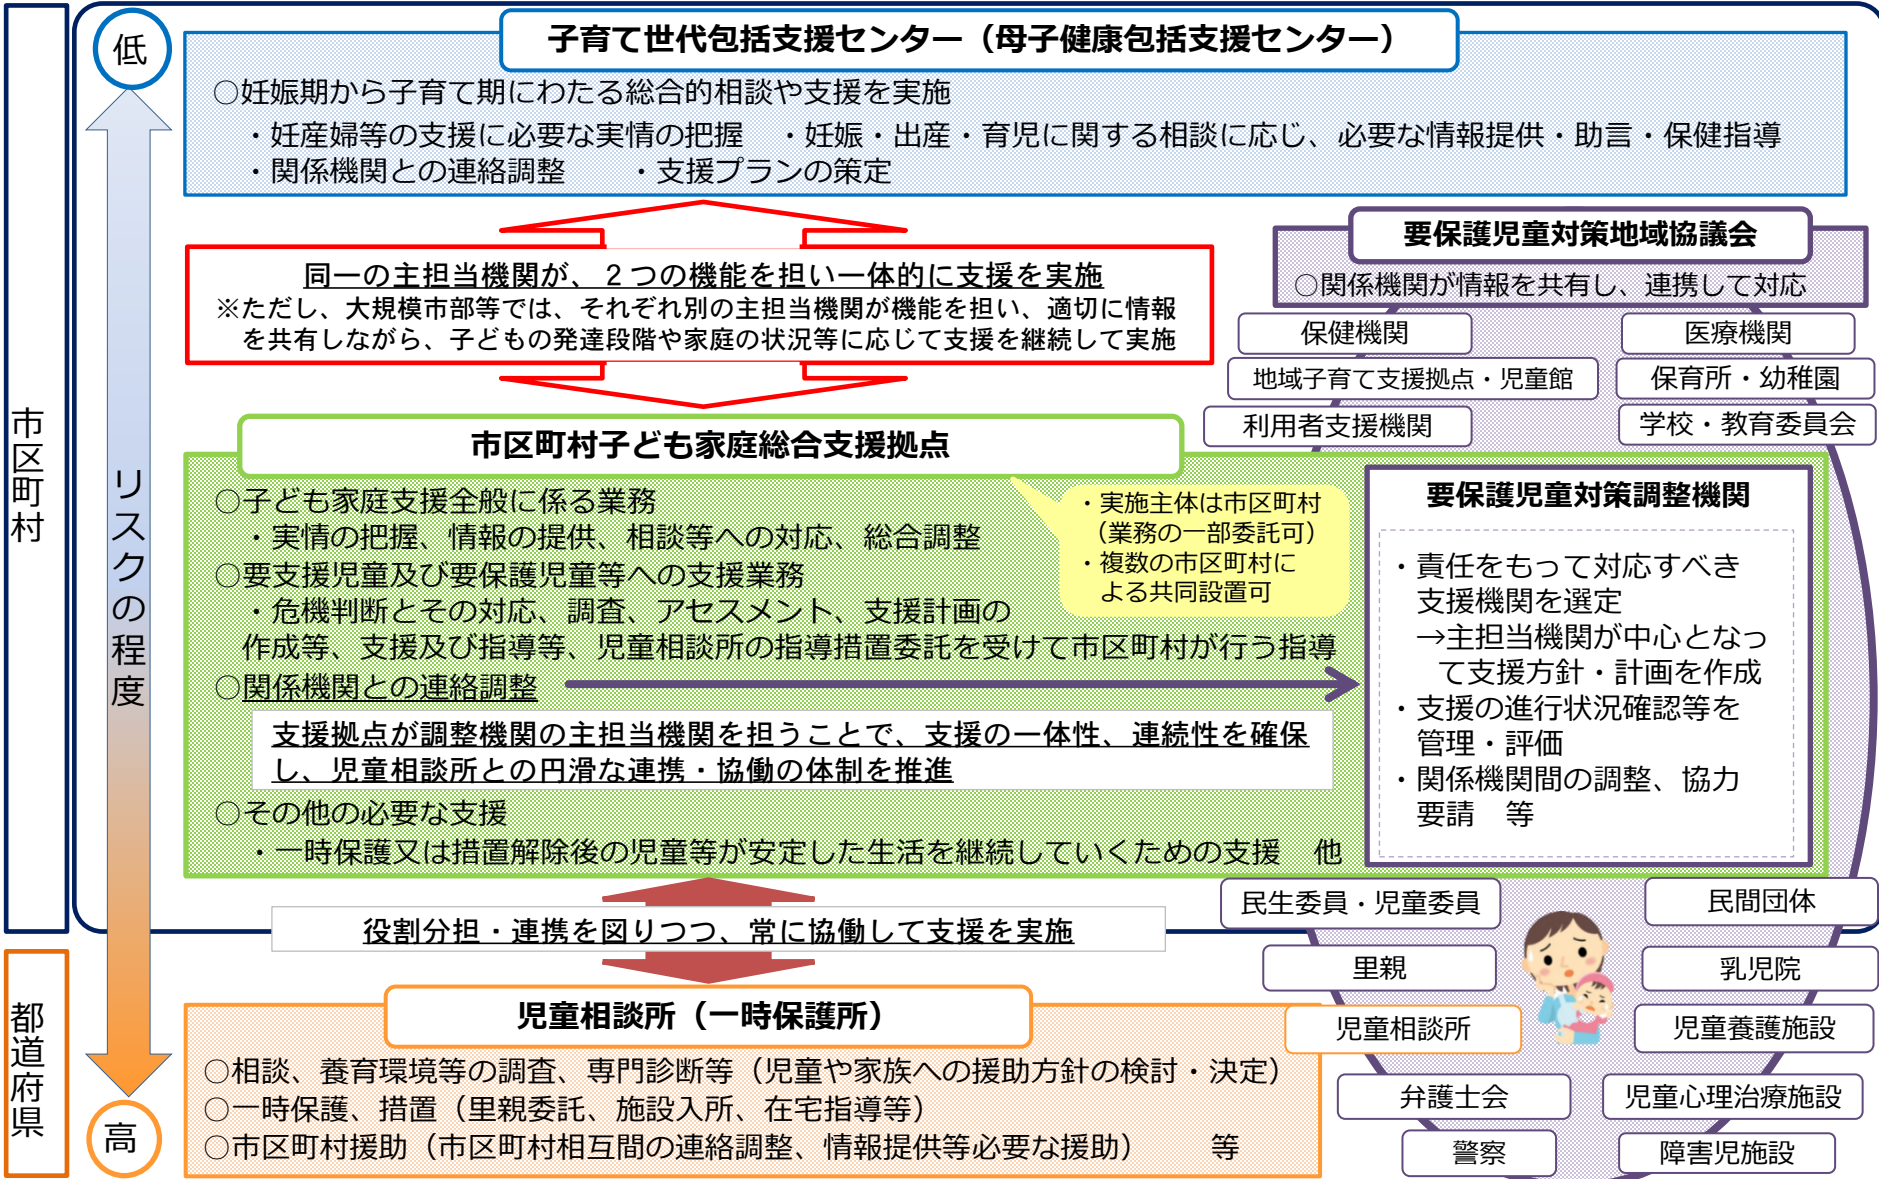 市区町村
都道府県
低
リスクの程度
高
子育て世代包括支援センター（母子健康包括支援センター）
○妊娠期から子育て期にわたる総合的相談や支援を実施
・妊産婦等の支援に必要な実情の把握　・妊娠・出産・育児に関する相談に応じ、必要な情報提供・助言・保健指導
・関係機関との連絡調整　　・支援プランの策定
同一の主担当機関が、２つの機能を担い一体的に支援を実施
※ただし、大規模市部等では、それぞれ別の主担当機関が機能を担い、適切に情報
を共有しながら、子どもの発達段階や家庭の状況等に応じて支援を継続して実施
要保護児童対策地域協議会
○関係機関が情報を共有し、連携して対応
保健機関
医療機関
地域子育て支援拠点・児童館
保育所・幼稚園
利用者支援機関
学校・教育委員会
市区町村子ども家庭総合支援拠点
○子ども家庭支援全般に係る業務
・実情の把握、情報の提供、相談等への対応、総合調整
○要支援児童及び要保護児童等への支援業務
・危機判断とその対応、調査、アセスメント、支援計画の
作成等、支援及び指導等、児童相談所の指導措置委託を受けて市区町村が行う指導
○関係機関との連絡調整
支援拠点が調整機関の主担当機関を担うことで、支援の一体性、連続性を確保
し、児童相談所との円滑な連携・協働の体制を推進
○その他の必要な支援
・一時保護又は措置解除後の児童等が安定した生活を継続していくための支援　他
・実施主体は市区町村
（業務の一部委託可）
・複数の市区町村に
よる共同設置可
要保護児童対策調整機関
・責任をもって対応すべき
支援機関を選定
→主担当機関が中心となっ
て支援方針・計画を作成
・支援の進行状況確認等を
管理・評価
・関係機関間の調整、協力
要請　等
役割分担・連携を図りつつ、常に協働して支援を実施
民生委員・児童委員
民間団体
里親
乳児院
児童相談所
児童養護施設
弁護士会
児童心理治療施設
警察
障害児施設
児童相談所（一時保護所）
○相談、養育環境等の調査、専門診断等（児童や家族への援助方針の検討・決定）
○一時保護、措置（里親委託、施設入所、在宅指導等）
○市区町村援助（市区町村相互間の連絡調整、情報提供等必要な援助）　　　等